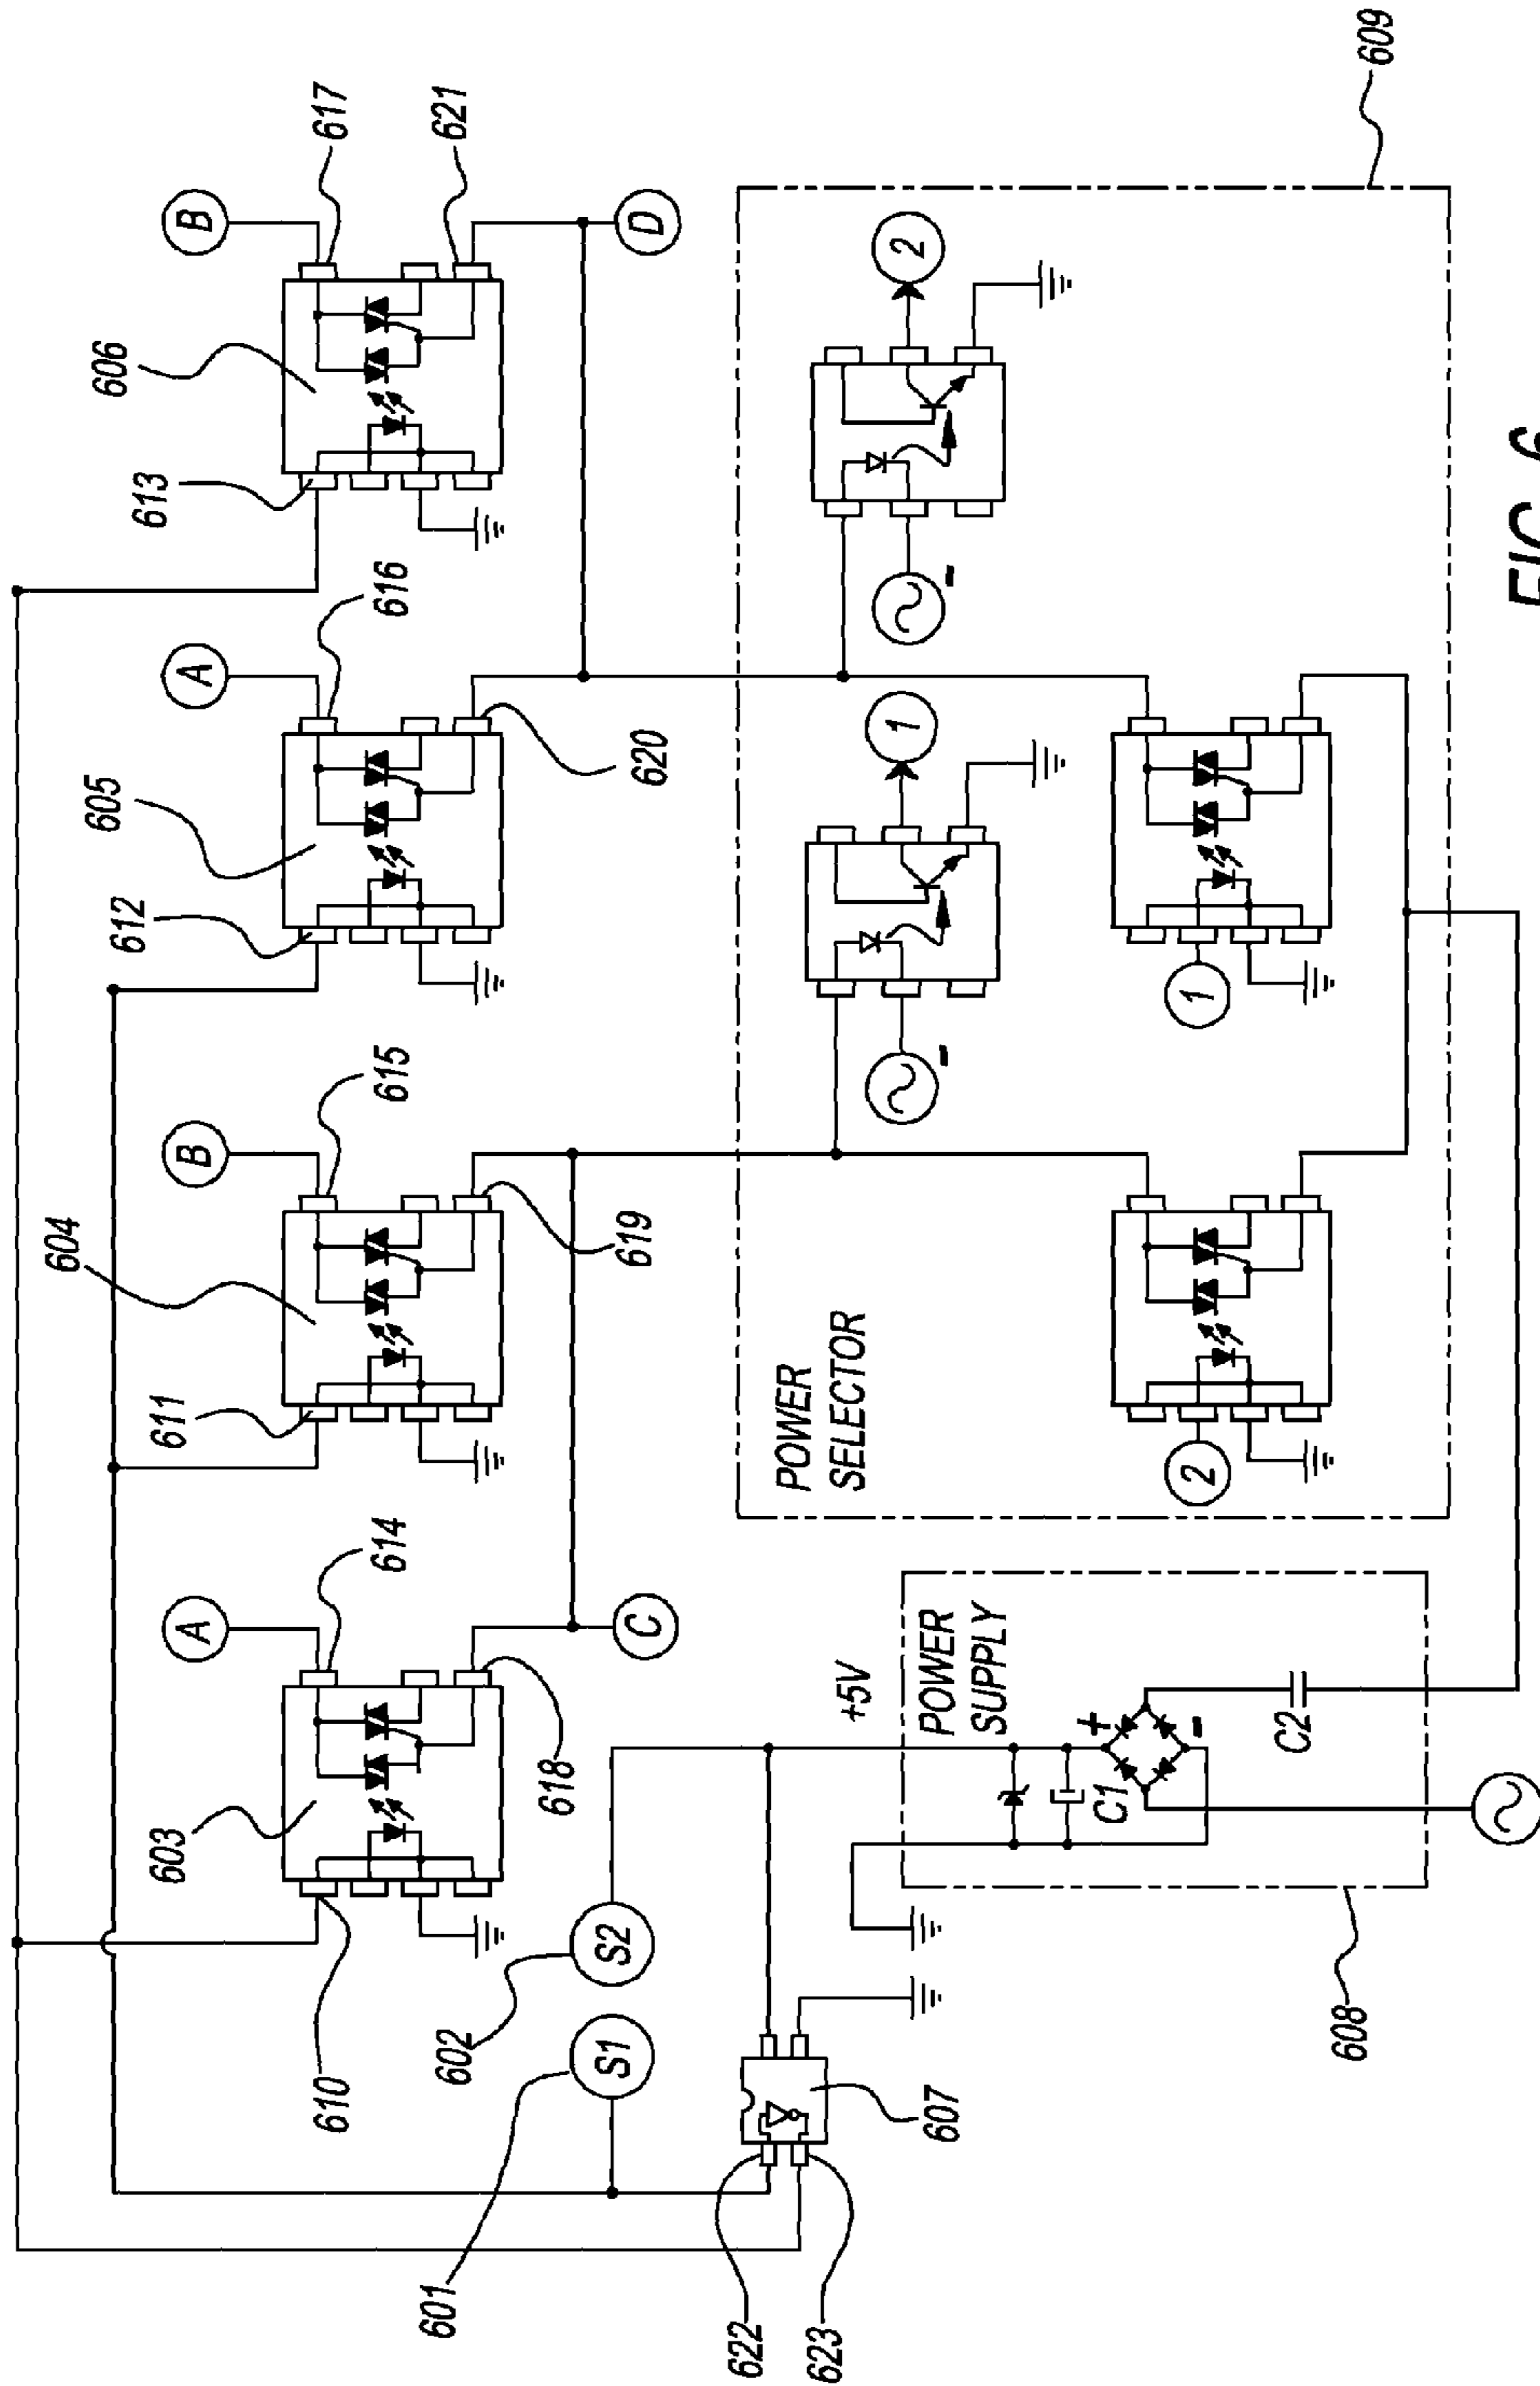 604
605
606
612
613
603
611
A
B
A
B
610
617
614
615
616
601
602
621
618
S1
S2
619
C
620
D
622
623
+5V
POWER
SELECTOR
1
2
607
POWER
SUPPLY
-
-
+
-
C1
2
1
C2
608
609
FIG. 6